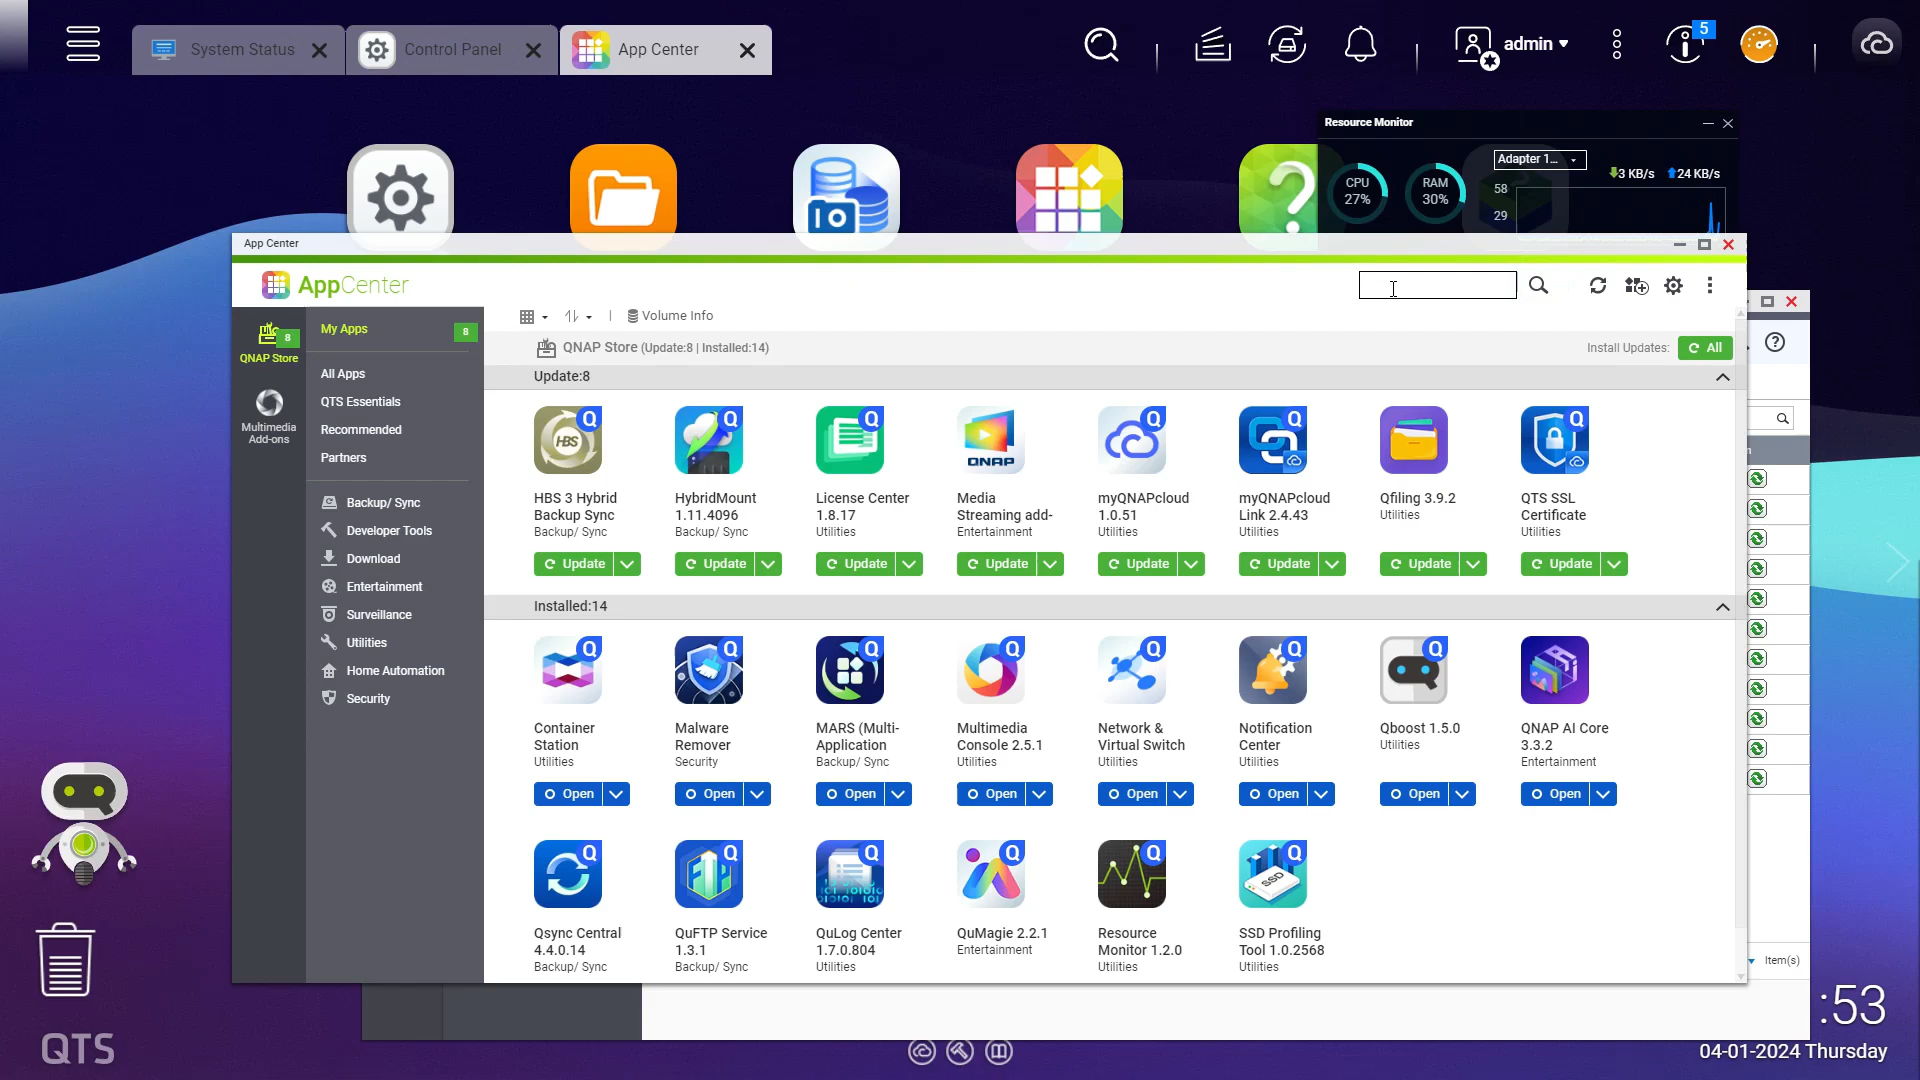 System Status
Control Panel
App Center
admin
5
Resource Monitor
Adapter 1...
CPU
27%
RAM
30%
3 KB/s
24 KB/s
58
29
App Center
AppCenter
Volume Info
8
QNAP Store
Multimedia
Add-ons
My Apps
8
All Apps
QTS Essentials
Recommended
Partners
Backup/ Sync
Developer Tools
Download
Entertainment
Surveillance
Utilities
Home Automation
Security
QNAP Store (Update:8 | Installed:14)
Install Updates:
All
Update:8
HBS 3 Hybrid
Backup Sync
Backup/ Sync
Update
HybridMount
1.11.4096
Backup/ Sync
Update
License Center
1.8.17
Utilities
Update
Media
Streaming add-
Entertainment
Update
myQNAPcloud
1.0.51
Utilities
Update
myQNAPcloud
Link 2.4.43
Utilities
Update
Qfiling 3.9.2
Utilities
Update
QTS SSL
Certificate
Utilities
Update
Installed:14
Container
Station
Utilities
Open
Malware
Remover
Security
Open
MARS (Multi-
Application
Backup/ Sync
Open
Multimedia
Console 2.5.1
Utilities
Open
Network &
Virtual Switch
Utilities
Open
Notification
Center
Utilities
Open
Qboost 1.5.0
Utilities
Open
QNAP AI Core
3.3.2
Entertainment
Open
Qsync Central
4.4.0.14
Backup/ Sync
QuFTP Service
1.3.1
Backup/ Sync
QuLog Center
1.7.0.804
Utilities
QuMagie 2.2.1
Entertainment
Resource
Monitor 1.2.0
Utilities
SSD Profiling
Tool 1.0.2568
Utilities
Item(s)
QTS
:53
04-01-2024 Thursday